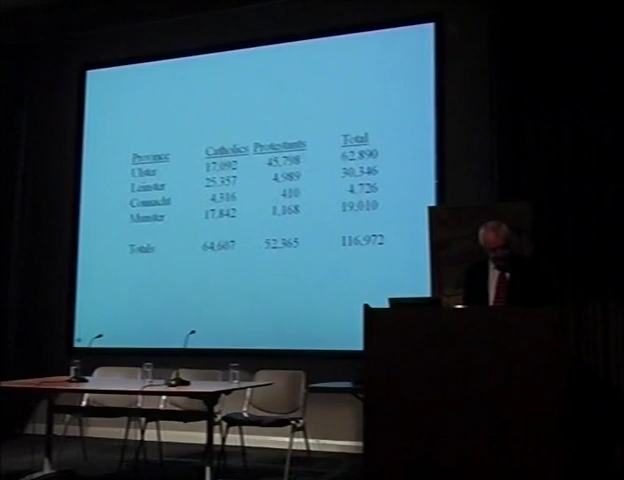 Province Catholics Protestants Total
Ulster 17,092 45,798 62,890
Leinster 25,357 4,989 30,346
Connacht 4,316 410 4,726
Munster 17,842 1,168 19,010
Totals 64,607 52,365 116,972